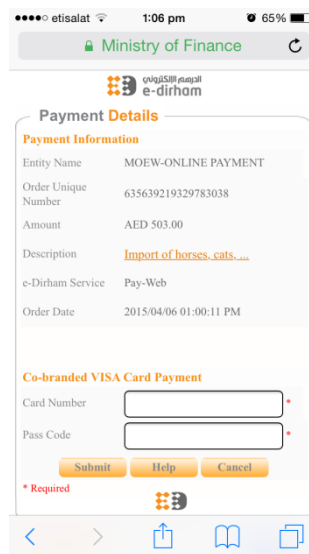 etisalat 1:06 pm 65%
Ministry of Finance
الدرهم الإلكتروني
e-dirham
Payment Details
Payment Information
Entity Name MOEW-ONLINE PAYMENT
Order Unique Number 635639219329783038
Amount AED 503.00
Description Import of horses, cats, ...
e-Dirham Service Pay-Web
Order Date 2015/04/06 01:00:11 PM
Co-branded VISA Card Payment
Card Number *
Pass Code *
Submit Help Cancel
* Required